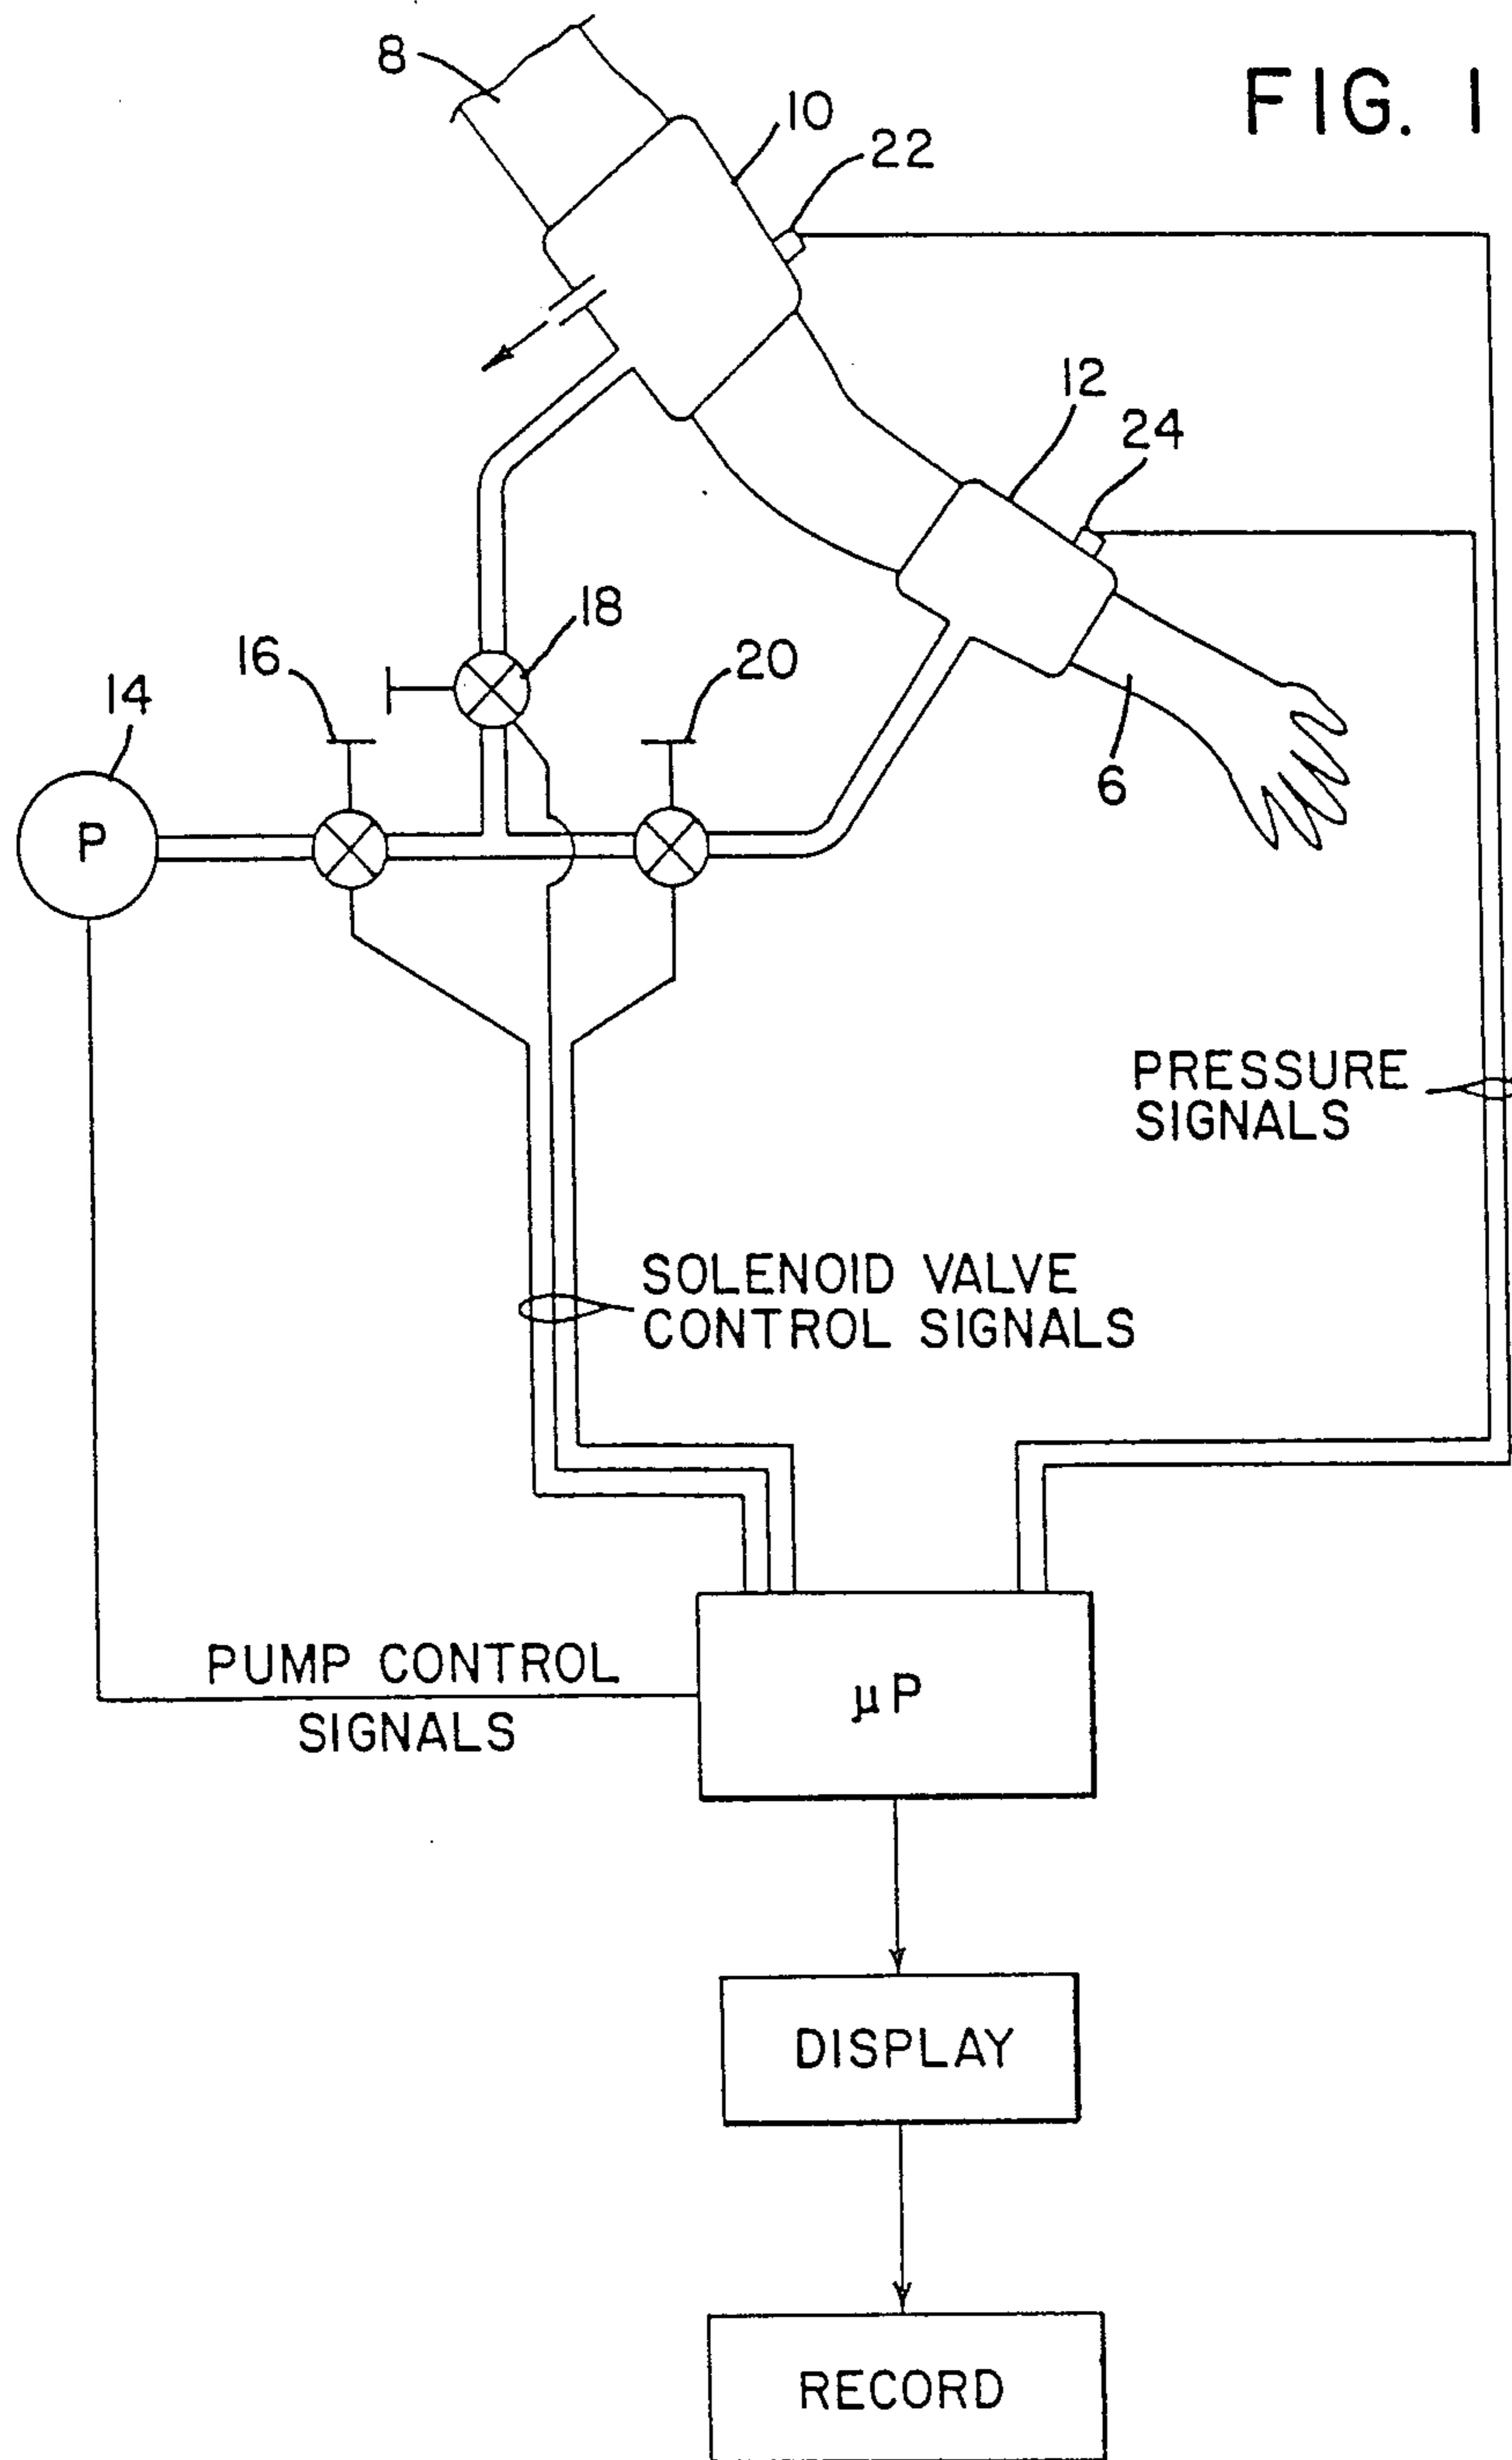 FIG. 1
8
10
22
12
24
18
16
20
14
P
6
PRESSURE
SIGNALS
SOLENOID VALVE
CONTROL SIGNALS
PUMP CONTROL
SIGNALS
µP
DISPLAY
RECORD